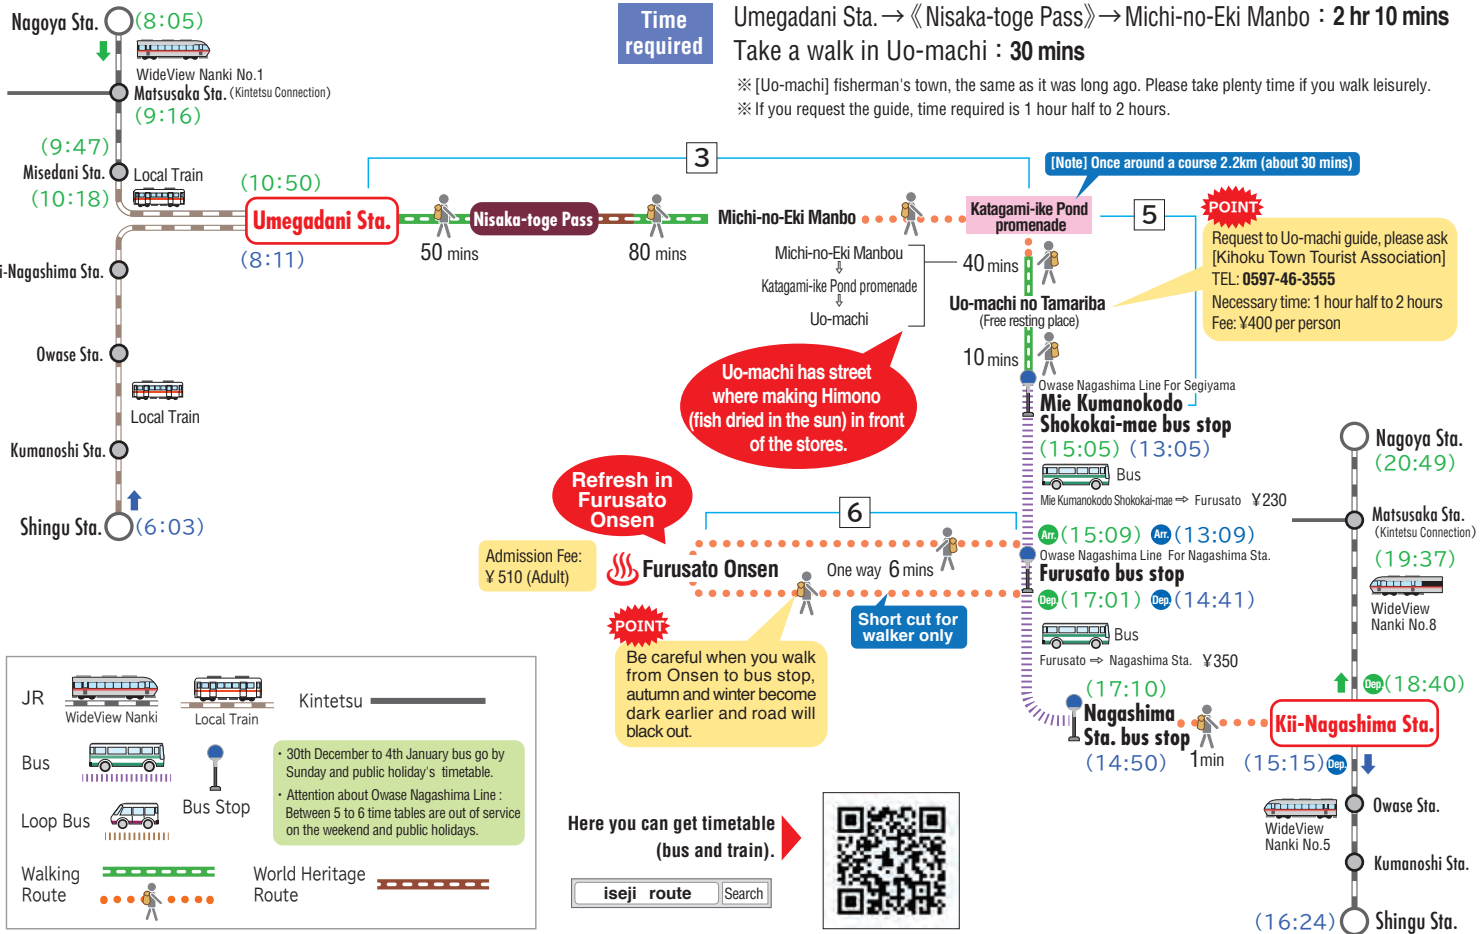 Nagoya Sta. (8:05)
WideView Nanki No.1
Matsusaka Sta. (Kintetsu Connection)
(9:16)
(9:47)
Misedani Sta.
(10:18)
Local Train
(10:50)
Umegadani Sta.
(8:11)
i-Nagashima Sta.
Owase Sta.
Local Train
Kumanoshi Sta.
Shingu Sta. (6:03)
Time
required
Umegadani Sta. → 《Nisaka-toge Pass》→ Michi-no-Eki Manbo : 2 hr 10 mins
Take a walk in Uo-machi : 30 mins
※ [Uo-machi] fisherman's town, the same as it was long ago. Please take plenty time if you walk leisurely.
※ If you request the guide, time required is 1 hour half to 2 hours.
3
[Note] Once around a course 2.2km (about 30 mins)
50 mins
Nisaka-toge Pass
80 mins
Michi-no-Eki Manbo
Katagami-ike Pond
promenade
5
POINT
Request to Uo-machi guide, please ask
[Kihoku Town Tourist Association]
TEL: 0597-46-3555
Necessary time: 1 hour half to 2 hours
Fee: ¥400 per person
Michi-no-Eki Manbou
⇩
Katagami-ike Pond promenade
⇩
Uo-machi
40 mins
Uo-machi no Tamariba
(Free resting place)
10 mins
Uo-machi has street
where making Himono
(fish dried in the sun) in front
of the stores.
Owase Nagashima Line For Segiyama
Mie Kumanokodo
Shokokai-mae bus stop
(15:05) (13:05)
Bus
Mie Kumanokodo Shokokai-mae ⇨ Furusato ¥230
Refresh in
Furusato
Onsen
6
Arr. (15:09) Arr. (13:09)
Owase Nagashima Line For Nagashima Sta.
Furusato bus stop
Dep. (17:01) Dep. (14:41)
Admission Fee:
¥ 510 (Adult)
Furusato Onsen
One way 6 mins
Short cut for
walker only
POINT
Be careful when you walk
from Onsen to bus stop,
autumn and winter become
dark earlier and road will
black out.
Bus
Furusato ⇨ Nagashima Sta. ¥350
(17:10)
Nagashima
Sta. bus stop
(14:50)
1min
Nagoya Sta.
(20:49)
Matsusaka Sta.
(Kintetsu Connection)
(19:37)
WideView
Nanki No.8
Dep. (18:40)
Kii-Nagashima Sta.
(15:15) Dep.
Owase Sta.
WideView
Nanki No.5
Kumanoshi Sta.
(16:24) Shingu Sta.
JR
WideView Nanki
Local Train
Kintetsu
Bus
Bus Stop
Loop Bus
・30th December to 4th January bus go by
Sunday and public holiday's timetable.
・Attention about Owase Nagashima Line :
Between 5 to 6 time tables are out of service
on the weekend and public holidays.
Walking
Route
World Heritage
Route
Here you can get timetable
(bus and train).
iseji route Search